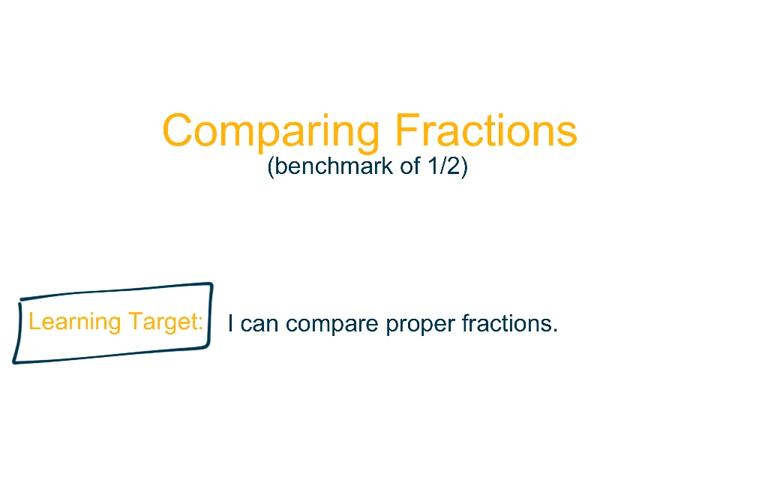 Comparing Fractions
(benchmark of 1/2)
Learning Target: I can compare proper fractions.